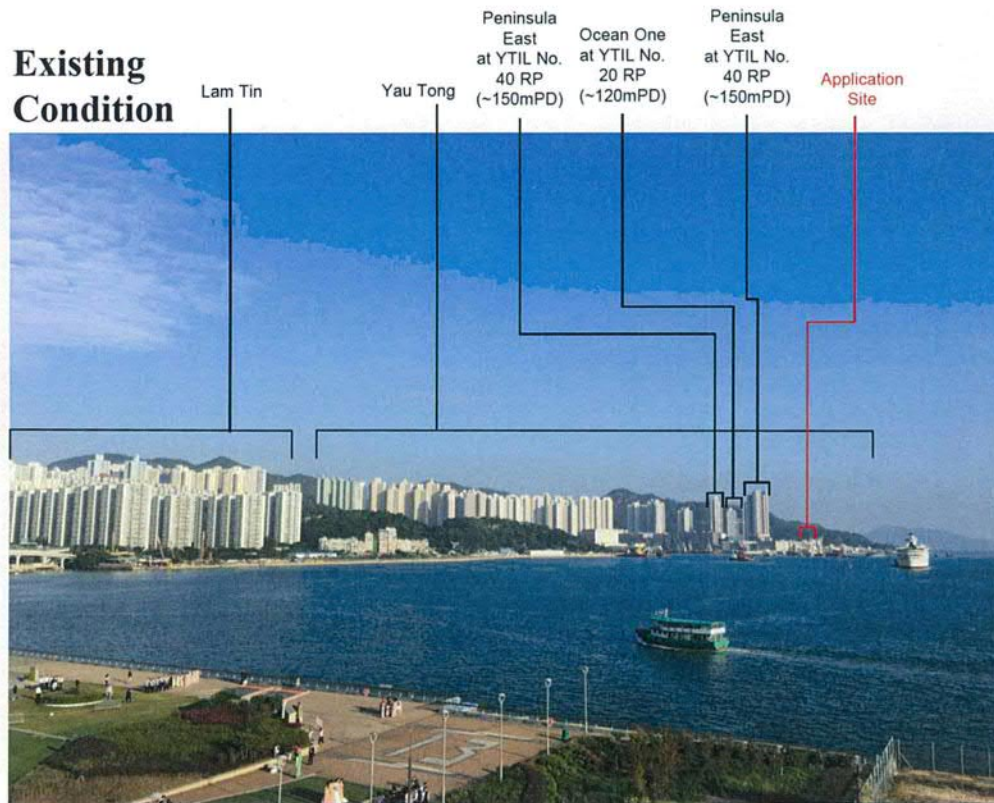 Existing
Condition
Lam Tin
Yau Tong
Peninsula
East
at YTIL No.
40 RP
(~150mPD)
Ocean One
at YTIL No.
20 RP
(~120mPD)
Peninsula
East
at YTIL No.
40 RP
(~150mPD)
Application
Site